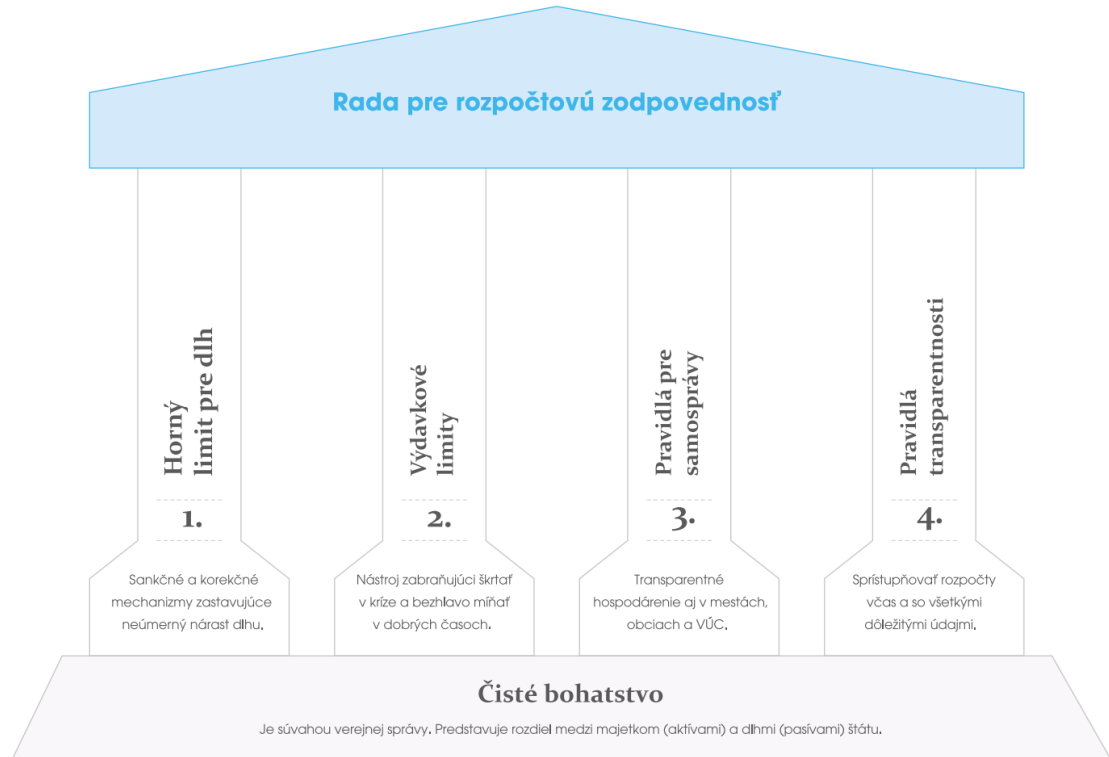 Rada pre rozpočtovú zodpovednosť
Horný
limit pre dlh
1.
Sankčné a korekčné
mechanizmy zastavujúce
neúmerný nárast dlhu.
Výdavkové
limity
2.
Nástroj zabraňujúci škrtať
v kríze a bezhlavo míňať
v dobrých časoch.
Pravidlá pre
samosprávy
3.
Transparentné
hospodárenie aj v mestách,
obciach a VÚC.
Pravidlá
transparentnosti
4.
Sprístupňovať rozpočty
včas a so všetkými
dôležitými údajmi.
Čisté bohatstvo
Je súvahou verejnej správy. Predstavuje rozdiel medzi majetkom (aktívami) a dlhmi (pasívami) štátu.